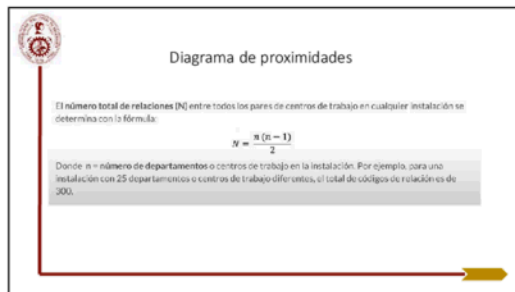 Diagrama de proximidades
El número total de relaciones (N) entre todos los pares de centros de trabajo en cualquier instalación se
determina con la fórmula:
N = n (n − 1) / 2
Donde n = número de departamentos o centros de trabajo en la instalación. Por ejemplo, para una
instalación con 25 departamentos o centros de trabajo diferentes, el total de códigos de relación es de
300.